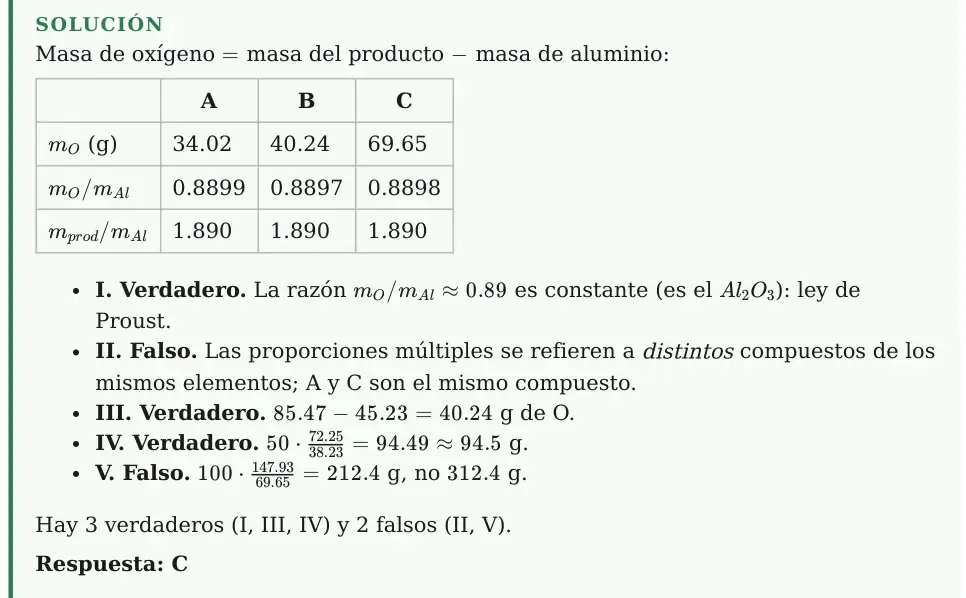 SOLUCIÓN
Masa de oxígeno = masa del producto − masa de aluminio:
A B C
m_O (g) 34.02 40.24 69.65
m_O/m_Al 0.8899 0.8897 0.8898
m_prod/m_Al 1.890 1.890 1.890
• I. Verdadero. La razón m_O/m_Al ≈ 0.89 es constante (es el Al₂O₃): ley de
Proust.
• II. Falso. Las proporciones múltiples se refieren a distintos compuestos de los
mismos elementos; A y C son el mismo compuesto.
• III. Verdadero. 85.47 − 45.23 = 40.24 g de O.
• IV. Verdadero. 50 · 72.25/38.23 = 94.49 ≈ 94.5 g.
• V. Falso. 100 · 147.93/69.65 = 212.4 g, no 312.4 g.
Hay 3 verdaderos (I, III, IV) y 2 falsos (II, V).
Respuesta: C